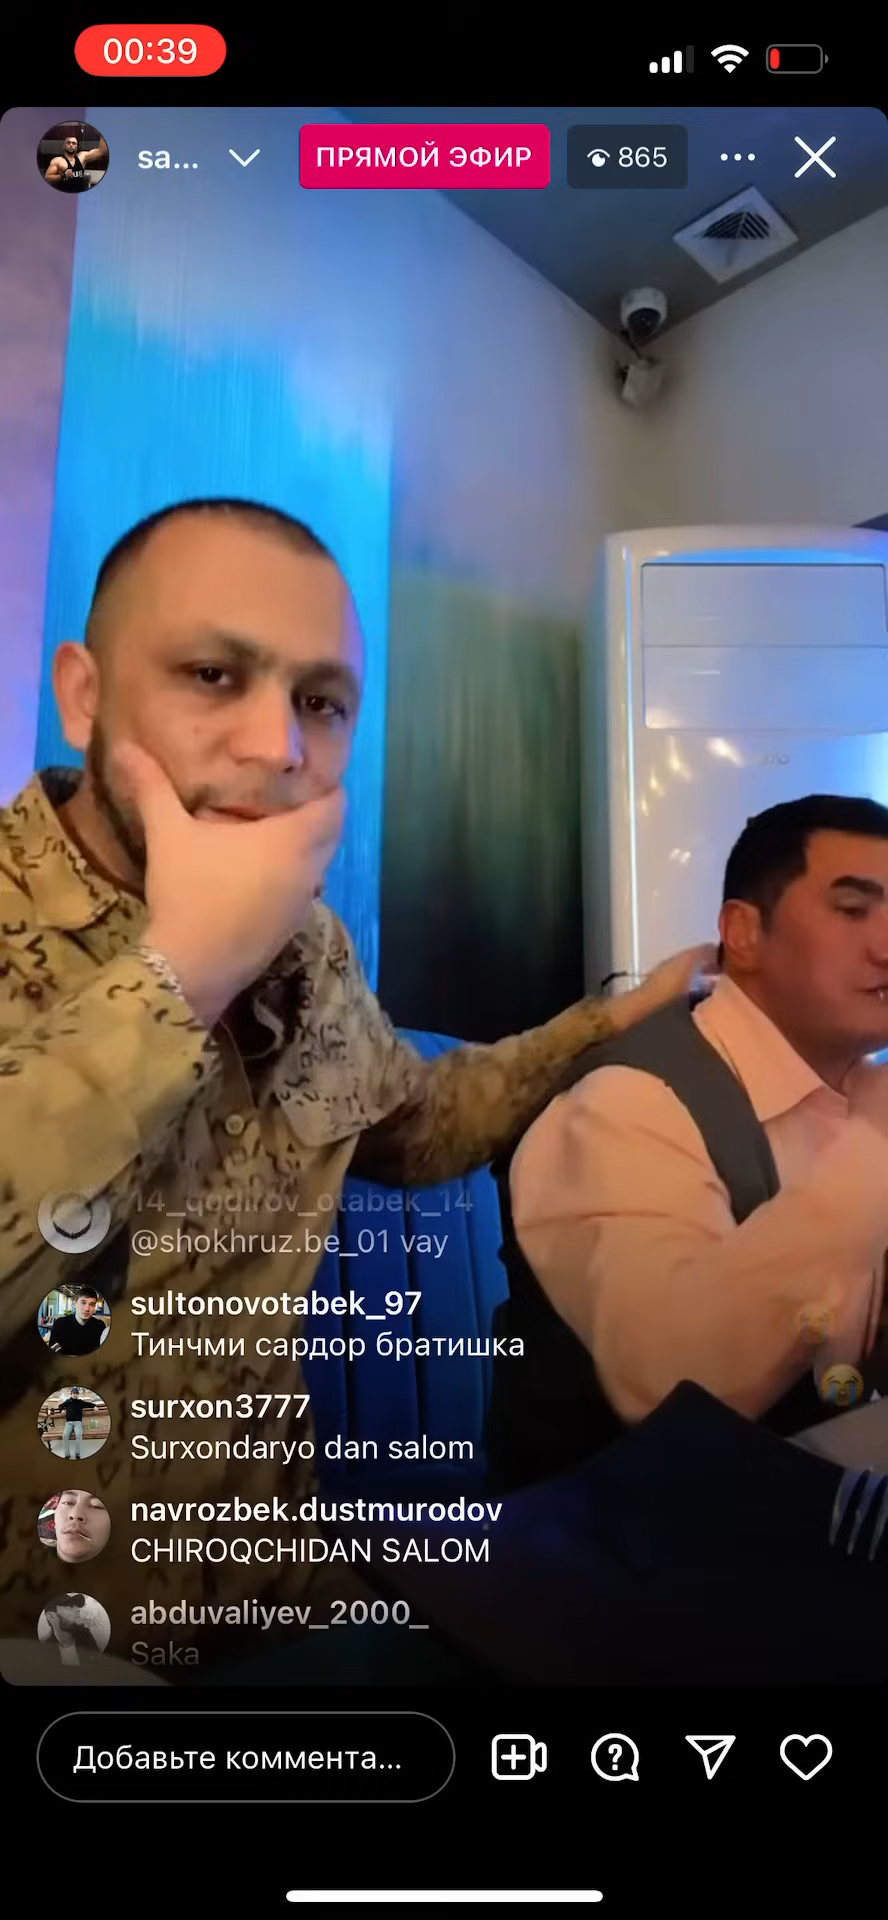 00:39
sa...
ПРЯМОЙ ЭФИР
865
14_qodirov_otabek_14
@shokhruz.be_01 vay
sultonovotabek_97
Тинчми сардор братишка
surxon3777
Surxondaryo dan salom
navrozbek.dustmurodov
CHIROQCHIDAN SALOM
abduvaliyev_2000_
Saka
Добавьте коммента...